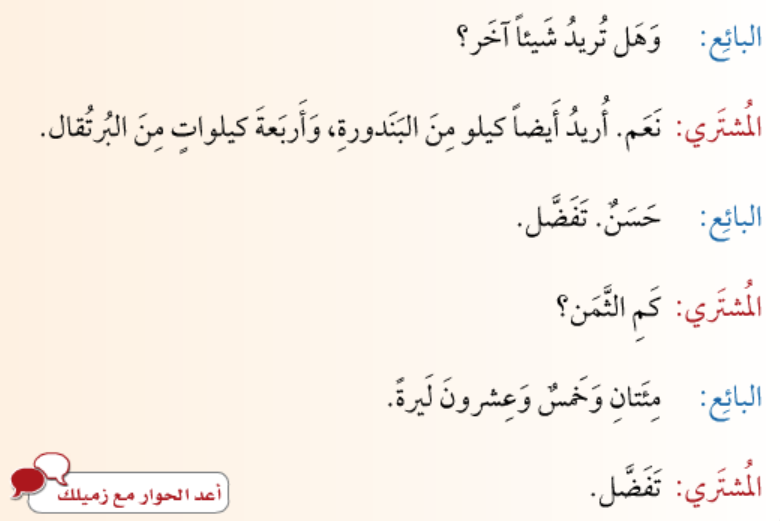 البائِع: وَهَل تُريدُ شَيئاً آخَر؟
المُشتَري: نَعَم. أُريدُ أَيضاً كيلو مِنَ البَندورةِ، وَأَربَعةَ كيلواتٍ مِنَ البُرتُقال.
البائِع: حَسَنٌ. تَفَضَّل.
المُشتَري: كَمِ الثَّمَن؟
البائِع: مِئَتانِ وَخَمسٌ وَعِشرونَ لَيرةً.
المُشتَري: تَفَضَّل.
أعد الحوار مع زميلك